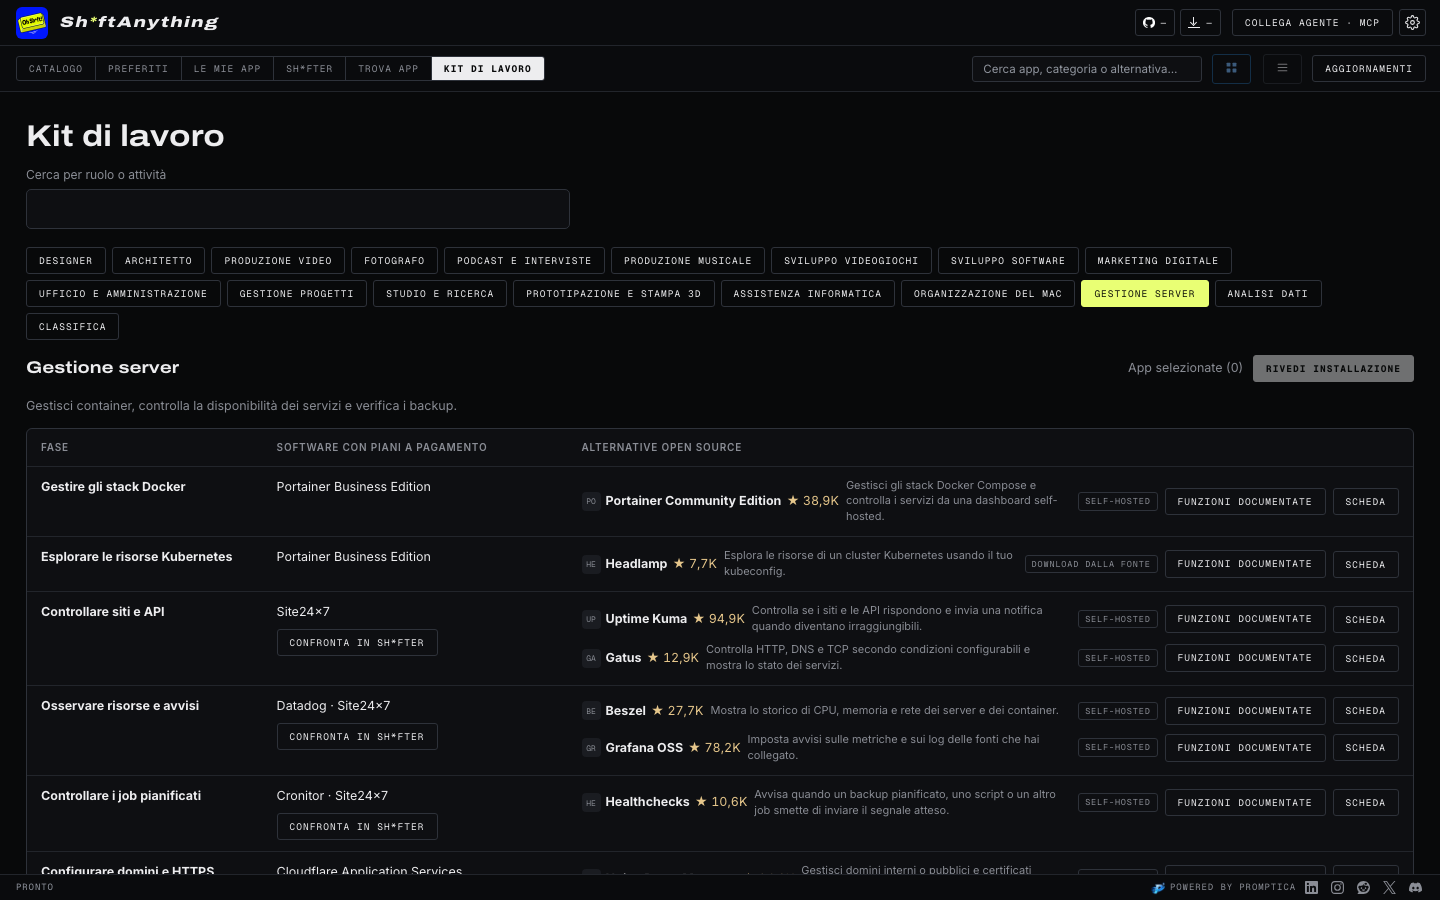 Sh*ftAnything
–
–
COLLEGA AGENTE · MCP
CATALOGO
PREFERITI
LE MIE APP
SH*FTER
TROVA APP
KIT DI LAVORO
Cerca app, categoria o alternativa...
AGGIORNAMENTI
Kit di lavoro
Cerca per ruolo o attività
DESIGNER
ARCHITETTO
PRODUZIONE VIDEO
FOTOGRAFO
PODCAST E INTERVISTE
PRODUZIONE MUSICALE
SVILUPPO VIDEOGIOCHI
SVILUPPO SOFTWARE
MARKETING DIGITALE
UFFICIO E AMMINISTRAZIONE
GESTIONE PROGETTI
STUDIO E RICERCA
PROTOTIPAZIONE E STAMPA 3D
ASSISTENZA INFORMATICA
ORGANIZZAZIONE DEL MAC
GESTIONE SERVER
ANALISI DATI
CLASSIFICA
Gestione server
App selezionate (0)
RIVEDI INSTALLAZIONE
Gestisci container, controlla la disponibilità dei servizi e verifica i backup.
FASE
SOFTWARE CON PIANI A PAGAMENTO
ALTERNATIVE OPEN SOURCE
Gestire gli stack Docker
Portainer Business Edition
PO
Portainer Community Edition ★ 38,9K
Gestisci gli stack Docker Compose e
controlla i servizi da una dashboard self-
hosted.
SELF-HOSTED
FUNZIONI DOCUMENTATE
SCHEDA
Esplorare le risorse Kubernetes
Portainer Business Edition
HE
Headlamp ★ 7,7K
Esplora le risorse di un cluster Kubernetes usando il tuo
kubeconfig.
DOWNLOAD DALLA FONTE
FUNZIONI DOCUMENTATE
SCHEDA
Controllare siti e API
Site24×7
CONFRONTA IN SH*FTER
UP
Uptime Kuma ★ 94,9K
Controlla se i siti e le API rispondono e invia una notifica
quando diventano irraggiungibili.
SELF-HOSTED
FUNZIONI DOCUMENTATE
SCHEDA
GA
Gatus ★ 12,9K
Controlla HTTP, DNS e TCP secondo condizioni configurabili e
mostra lo stato dei servizi.
SELF-HOSTED
FUNZIONI DOCUMENTATE
SCHEDA
Osservare risorse e avvisi
Datadog · Site24×7
CONFRONTA IN SH*FTER
BE
Beszel ★ 27,7K
Mostra lo storico di CPU, memoria e rete dei server e dei container.
SELF-HOSTED
FUNZIONI DOCUMENTATE
SCHEDA
GR
Grafana OSS ★ 78,2K
Imposta avvisi sulle metriche e sui log delle fonti che hai
collegato.
SELF-HOSTED
FUNZIONI DOCUMENTATE
SCHEDA
Controllare i job pianificati
Cronitor · Site24×7
CONFRONTA IN SH*FTER
HE
Healthchecks ★ 10,6K
Avvisa quando un backup pianificato, uno script o un altro
job smette di inviare il segnale atteso.
SELF-HOSTED
FUNZIONI DOCUMENTATE
SCHEDA
Configurare domini e HTTPS
Cloudflare Application Services
Gestisci domini interni o pubblici e certificati
PRONTO
POWERED BY PROMPTICA